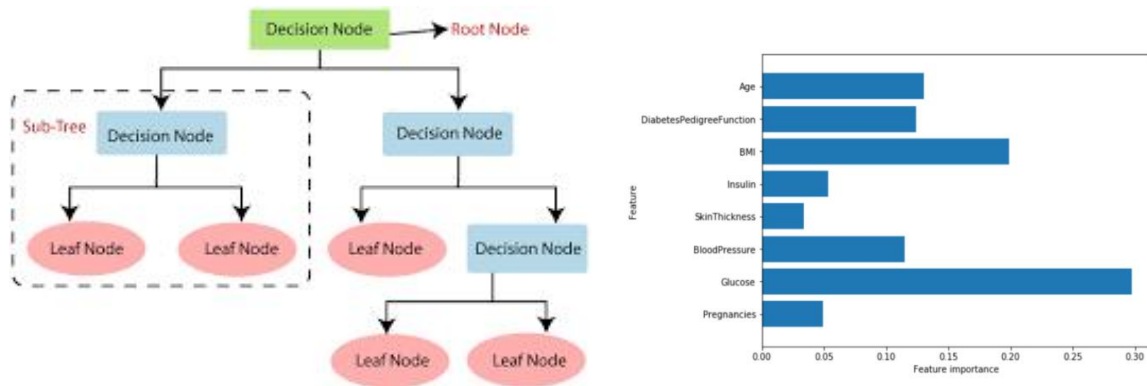 Decision Node
Root Node
Sub-Tree
Decision Node
Decision Node
Leaf Node
Leaf Node
Leaf Node
Decision Node
Leaf Node
Leaf Node
Feature
Age
DiabetesPedigreeFunction
BMI
Insulin
SkinThickness
BloodPressure
Glucose
Pregnancies
0.00 0.05 0.10 0.15 0.20 0.25 0.30
Feature importance